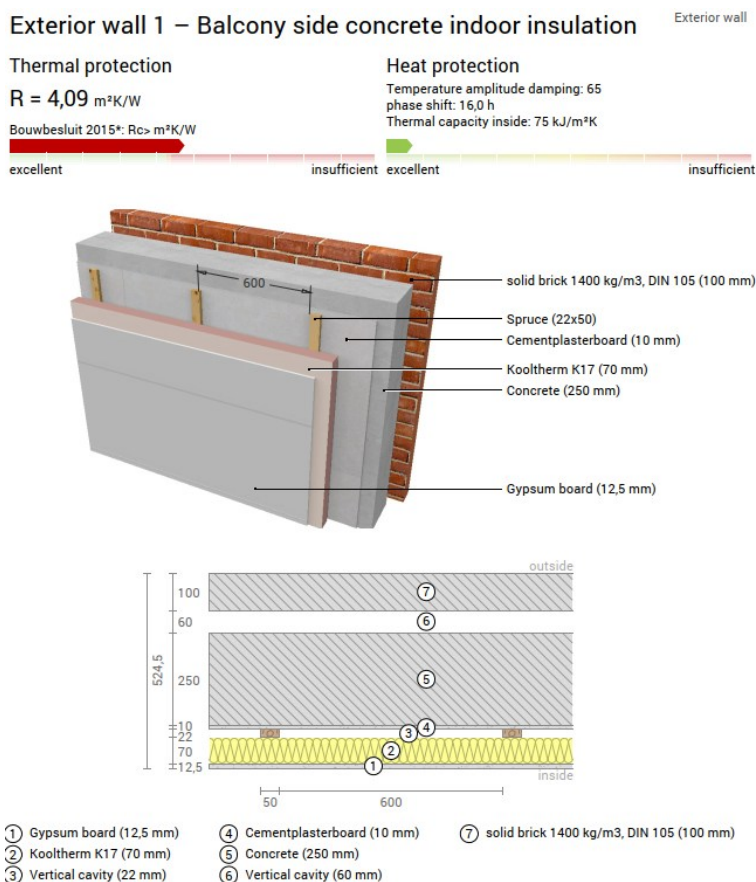 Exterior wall 1 – Balcony side concrete indoor insulation
Exterior wall
Thermal protection
R = 4,09 m²K/W
Bouwbesluit 2015*: Rc> m²K/W
excellent
insufficient
Heat protection
Temperature amplitude damping: 65
phase shift: 16,0 h
Thermal capacity inside: 75 kJ/m²K
excellent
insufficient
600
solid brick 1400 kg/m3, DIN 105 (100 mm)
Spruce (22x50)
Cementplasterboard (10 mm)
Kooltherm K17 (70 mm)
Concrete (250 mm)
Gypsum board (12,5 mm)
outside
100
7
60
6
524,5
250
5
10
4
22
3
70
2
12,5
1
inside
50
600
1 Gypsum board (12,5 mm)
2 Kooltherm K17 (70 mm)
3 Vertical cavity (22 mm)
4 Cementplasterboard (10 mm)
5 Concrete (250 mm)
6 Vertical cavity (60 mm)
7 solid brick 1400 kg/m3, DIN 105 (100 mm)